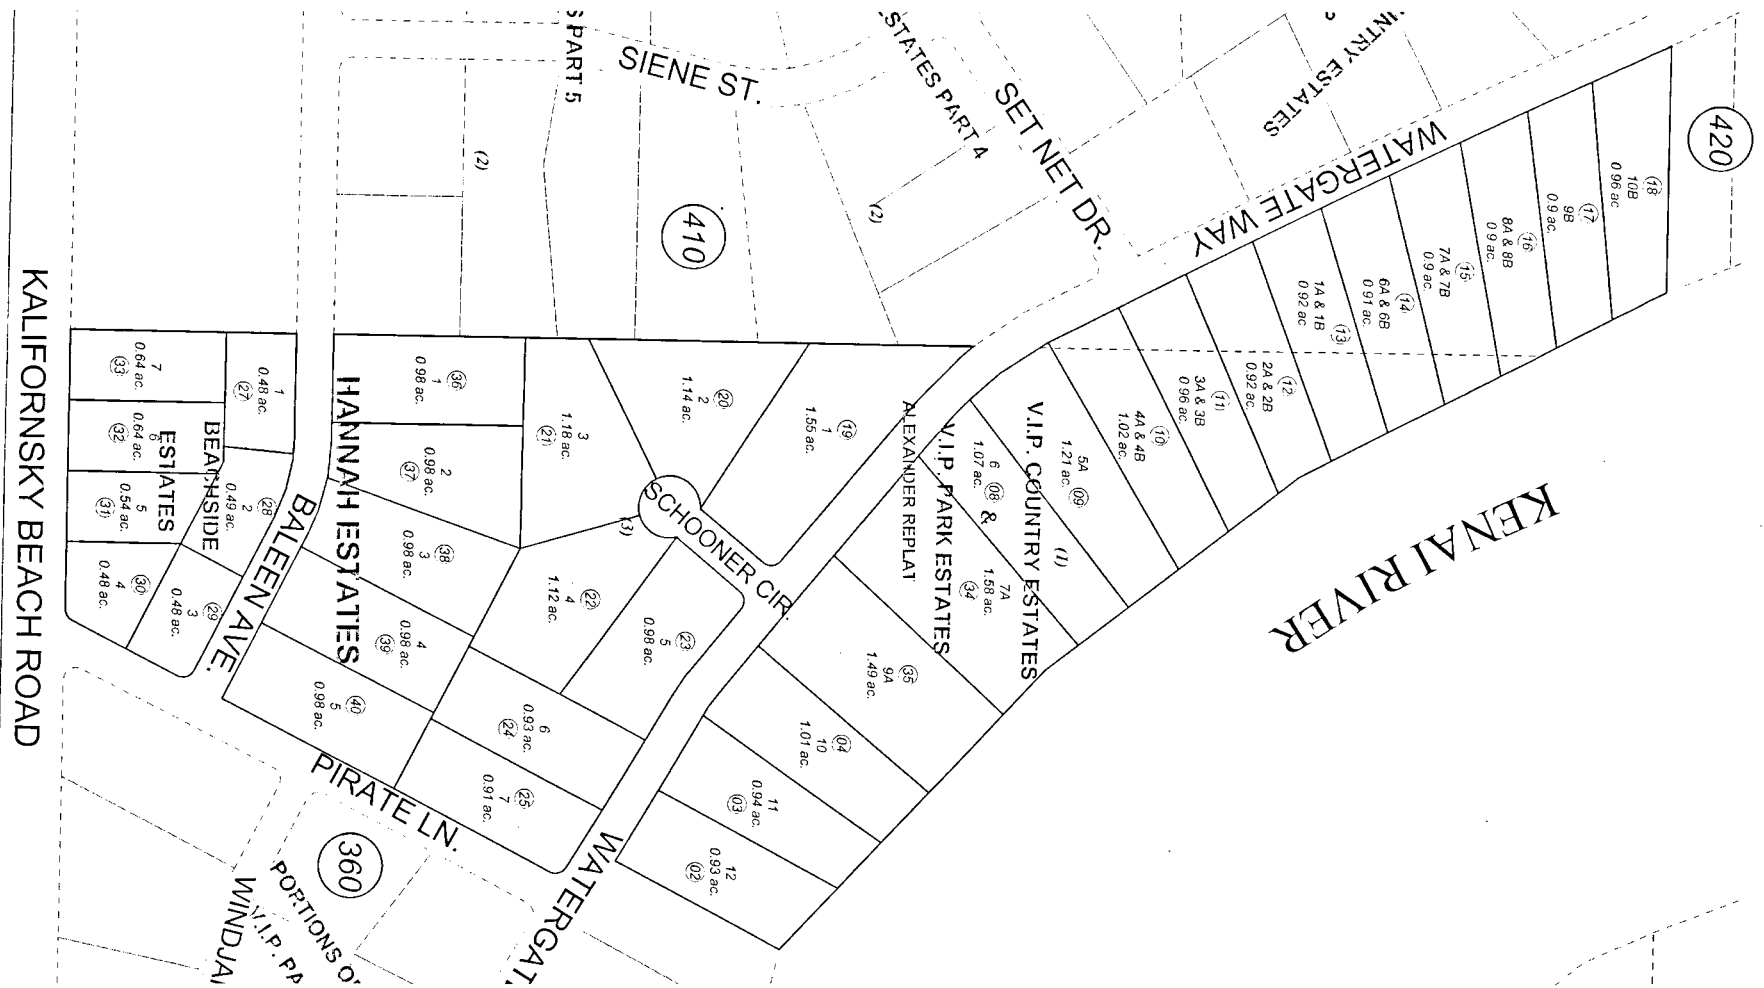 S PART 5
SIENE ST.
ESTATES PART 4
SET NET DR.
COUNTRY ESTATES
WATERGATE WAY
420
410
(2)
(2)
18
10B
0.96 ac
17
9B
0.9 ac.
16
8A & 8B
0.9 ac.
15
7A & 7B
0.9 ac.
14
6A & 6B
0.91 ac.
13
1A & 1B
0.92 ac
12
2A & 2B
0.92 ac.
11
3A & 3B
0.96 ac
10
4A & 4B
1.02 ac.
09
5A
1.21 ac.
6 08 &
1.07 ac.
7A
1.58 ac.
34
(1)
V.I.P. COUNTRY ESTATES
V.I.P. PARK ESTATES
ALEXANDER REPLAT
KENAI RIVER
19
1
1.55 ac.
20
2
1.14 ac.
3
1.18 ac.
21
22
4
1.12 ac.
23
5
0.98 ac.
6
0.93 ac.
24
25
7
0.91 ac.
(3)
SCHOONER CIR.
35
9A
1.49 ac.
04
10
1.01 ac.
11
0.94 ac.
03
12
0.93 ac.
02
36
1
0.98 ac.
2
0.98 ac.
37
38
3
0.98 ac.
4
0.98 ac.
39
40
5
0.98 ac.
HANNAH ESTATES
1
0.48 ac.
27
28
2
0.49 ac.
29
3
0.48 ac.
30
4
0.48 ac.
5
0.54 ac.
31
6
0.64 ac.
32
7
0.64 ac.
33
BEACHSIDE
ESTATES
BALEEN AVE.
KALIFORNSKY BEACH ROAD
PIRATE LN.
360
PORTIONS OF
V.I.P. PA
WINDJA
WATERGAT